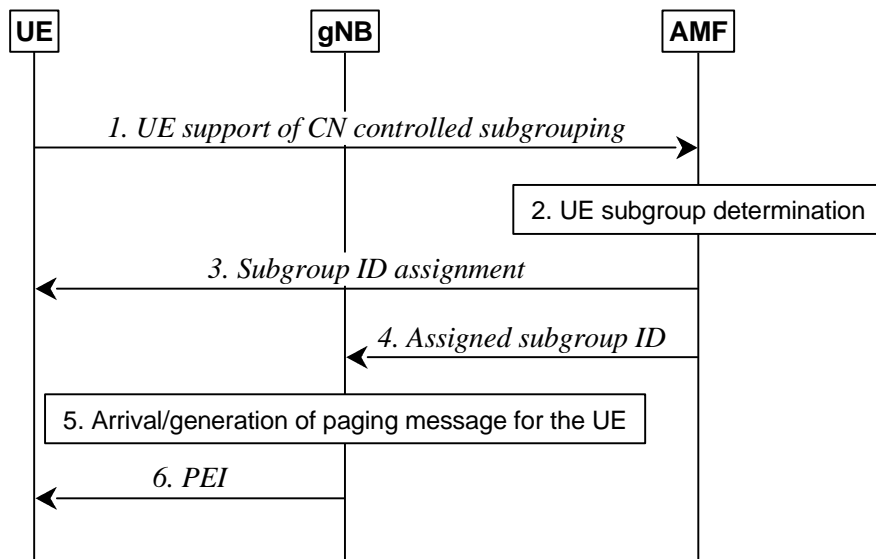 UE
gNB
AMF
1. UE support of CN controlled subgrouping
2. UE subgroup determination
3. Subgroup ID assignment
4. Assigned subgroup ID
5. Arrival/generation of paging message for the UE
6. PEI